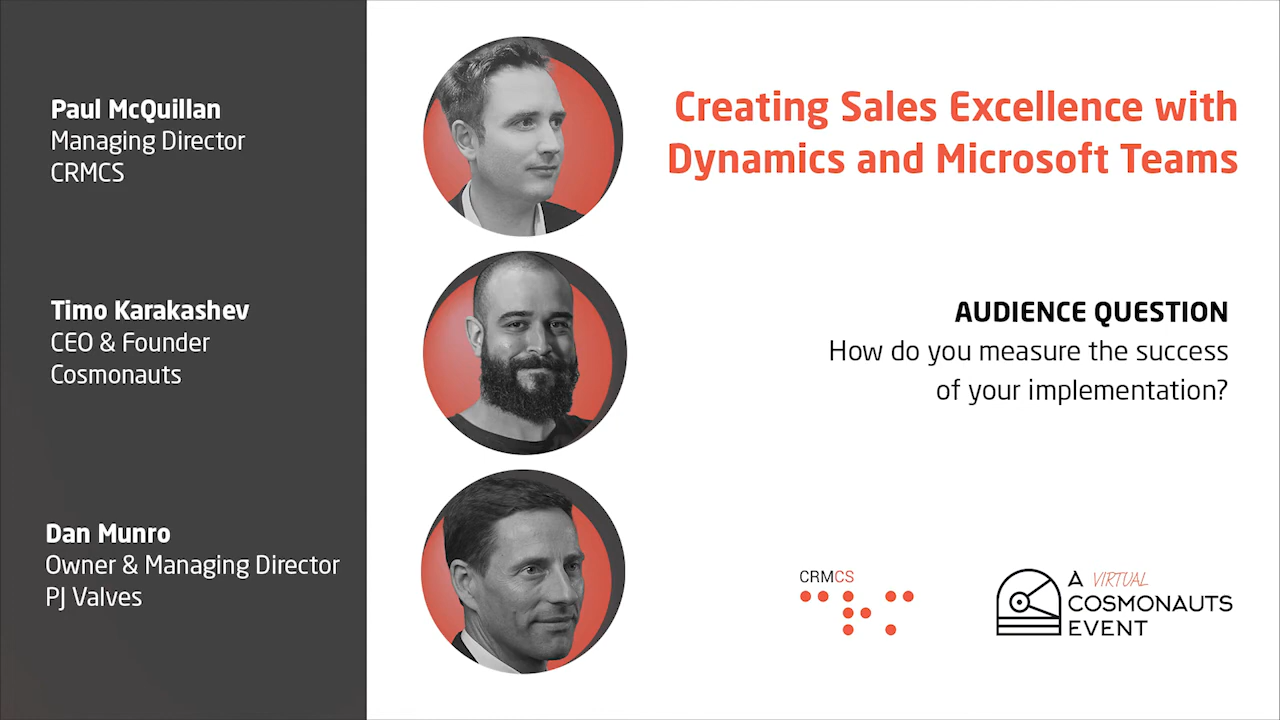 Paul McQuillan
Managing Director
CRMCS
Timo Karakashev
CEO & Founder
Cosmonauts
Dan Munro
Owner & Managing Director
PJ Valves
Creating Sales Excellence with
Dynamics and Microsoft Teams
AUDIENCE QUESTION
How do you measure the success
of your implementation?
CRMCS
A VIRTUAL
COSMONAUTS
EVENT